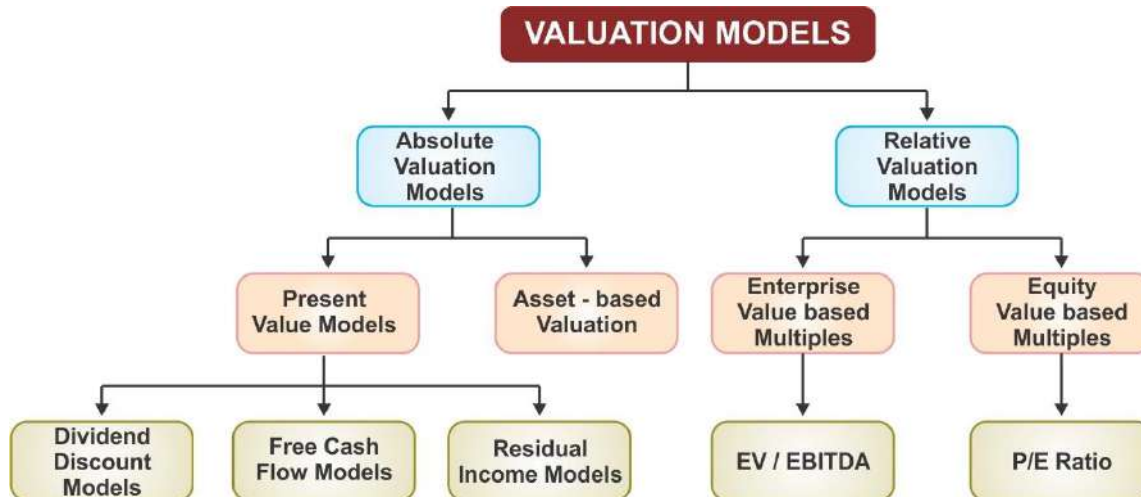 VALUATION MODELS
Absolute
Valuation
Models
Relative
Valuation
Models
Present
Value Models
Asset - based
Valuation
Enterprise
Value based
Multiples
Equity
Value based
Multiples
Dividend
Discount
Models
Free Cash
Flow Models
Residual
Income Models
EV / EBITDA
P/E Ratio